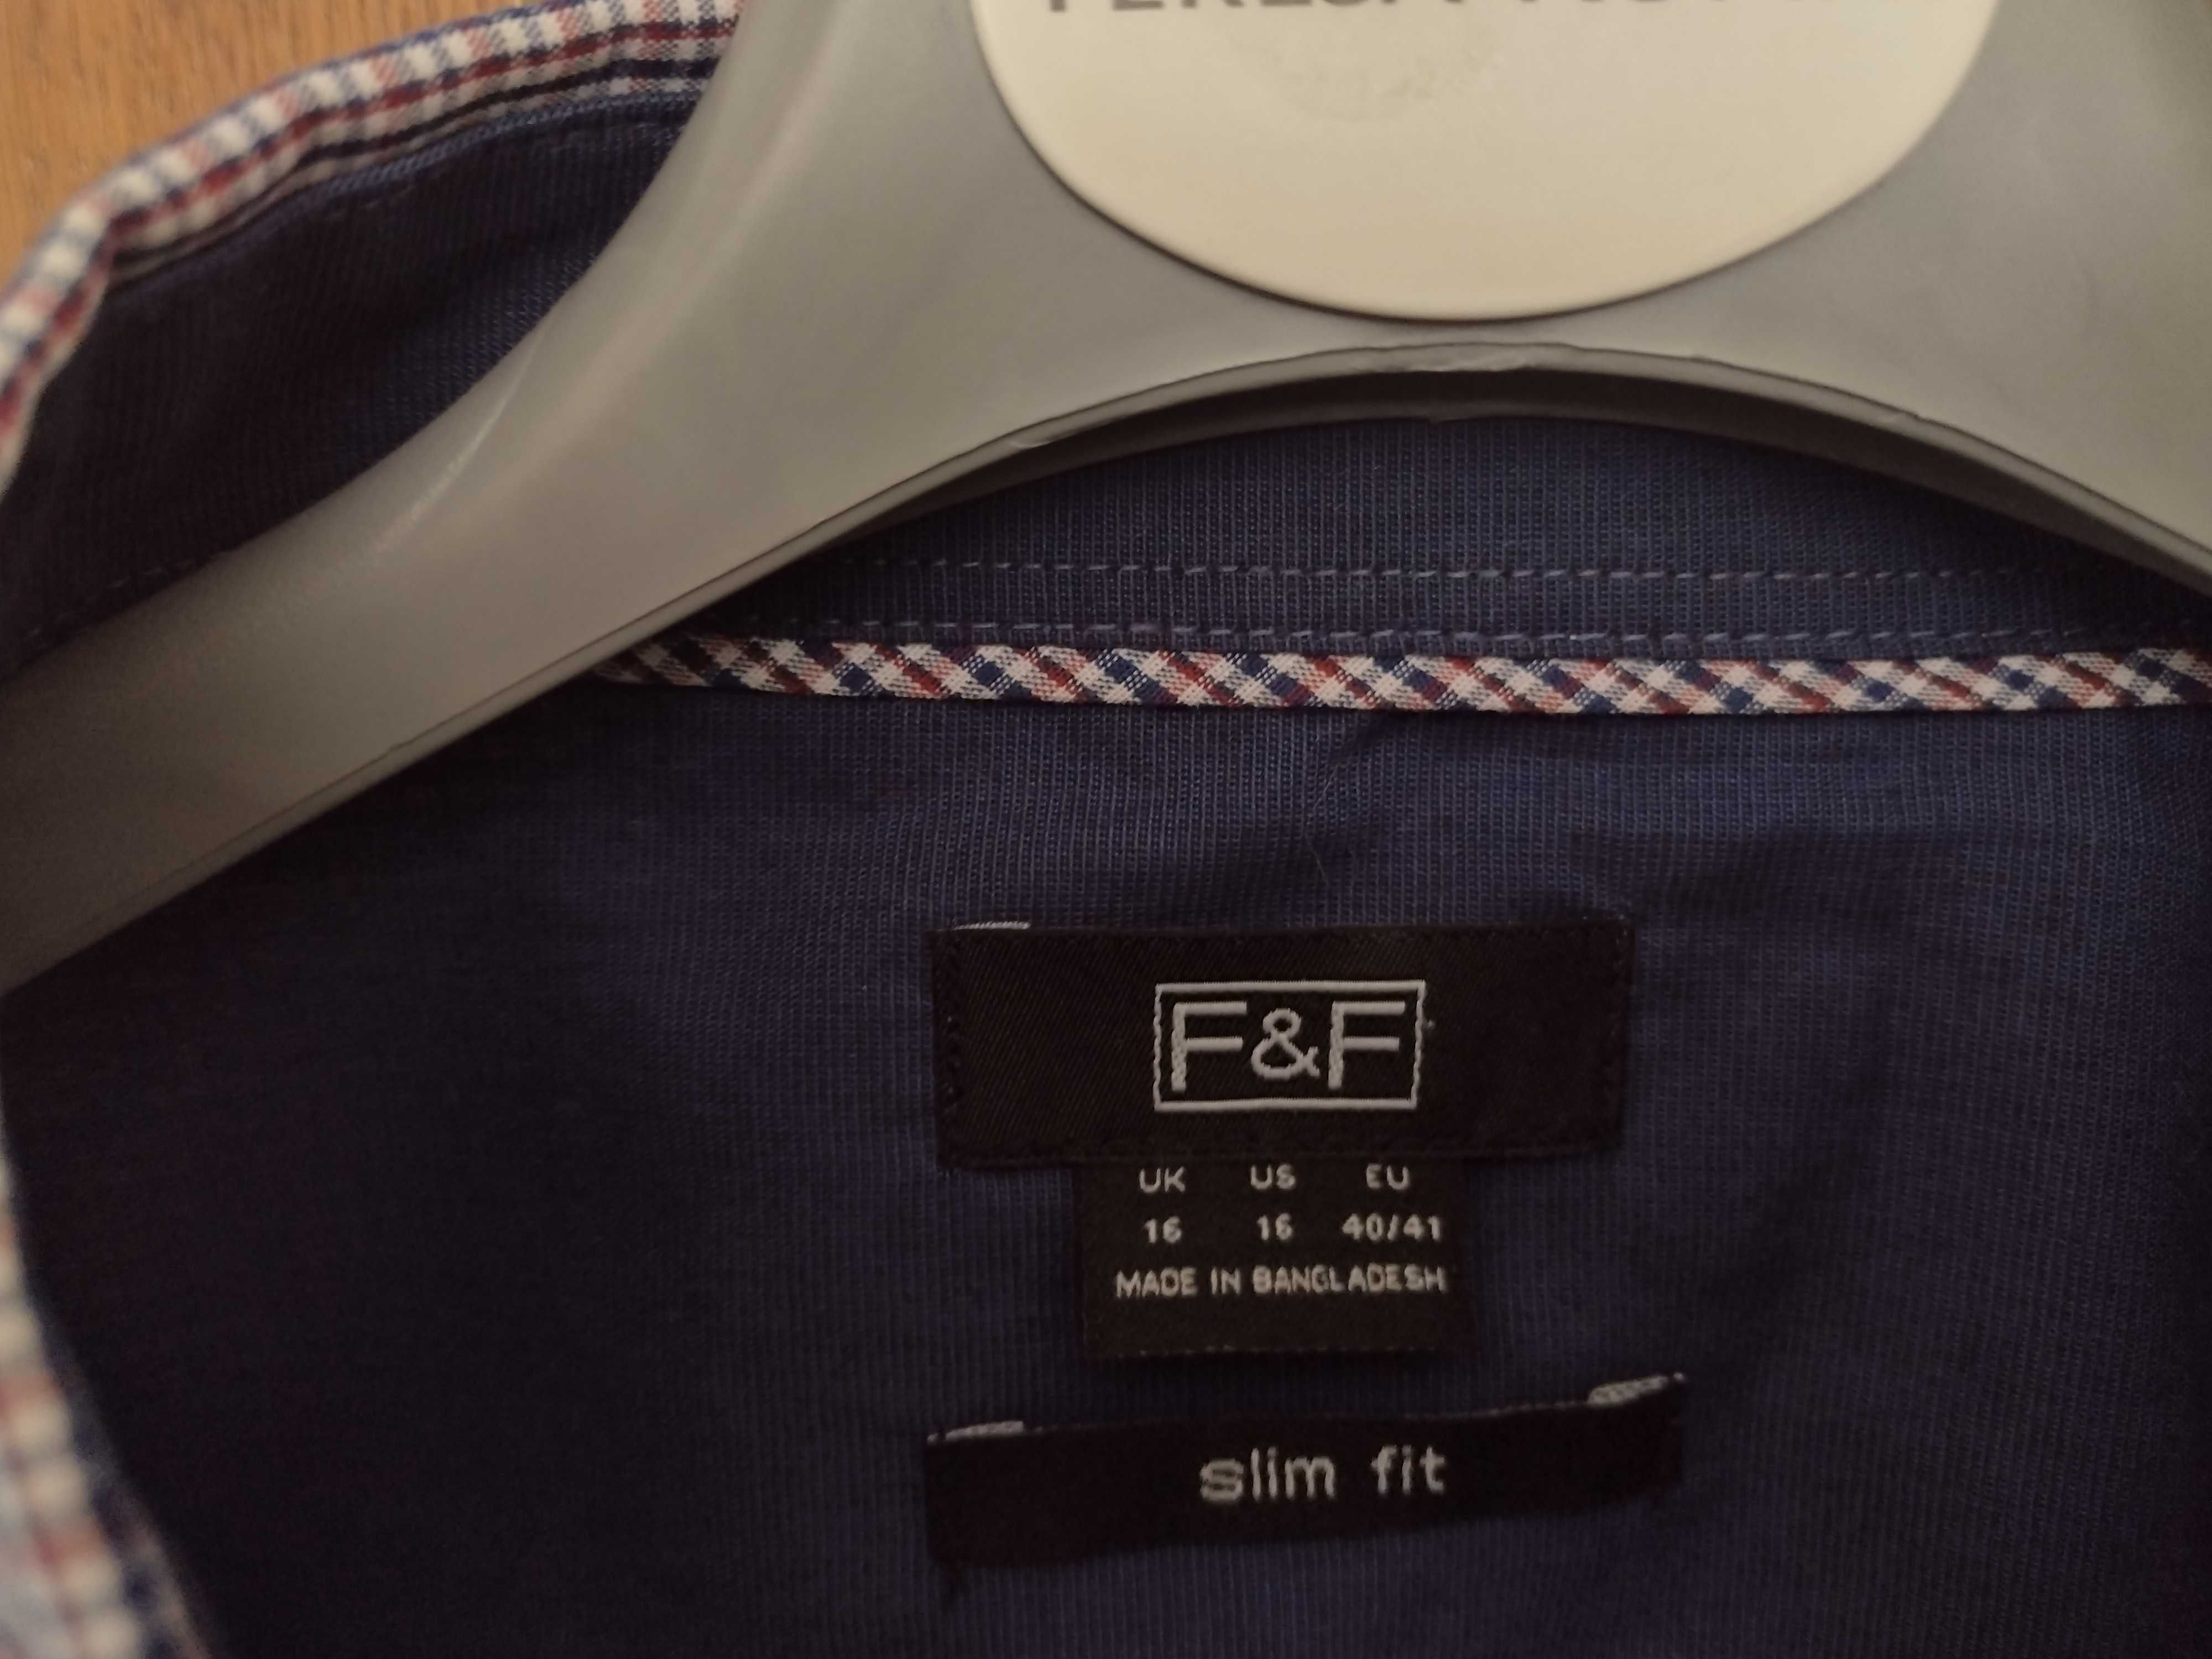 F&F
UK US EU
16 16 40/41
MADE IN BANGLADESH
slim fit